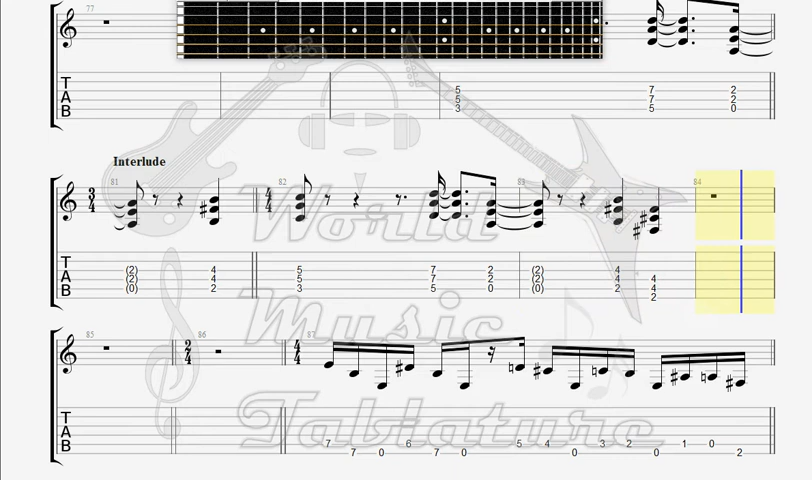 77
T
A
B
5 7 2
5 7 2
3 5 0
Interlude
81 82 83 84
3 4 4 4
T
A
B
(2) 4 5 7 2 (2) 4
(2) 4 5 7 2 (2) 4 4
(0) 2 3 5 0 (0) 2 4
2
World
85 86 87
2 4 4 4
Music
T
A
B
7 6 5 4 3 2 1 0
7 0 7 0 0 0 2
Tablature